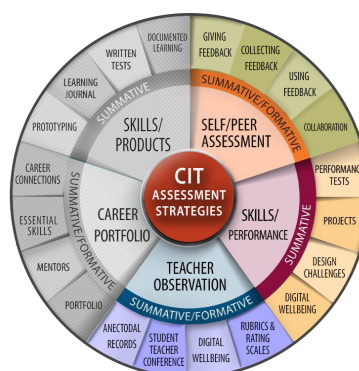 CIT
ASSESSMENT
STRATEGIES
SKILLS/
PRODUCTS
SUMMATIVE
PROTOTYPING
LEARNING
JOURNAL
WRITTEN
TESTS
DOCUMENTED
LEARNING
SELF/PEER
ASSESSMENT
SUMMATIVE/FORMATIVE
GIVING
FEEDBACK
COLLECTING
FEEDBACK
USING
FEEDBACK
COLLABORATION
SKILLS/
PERFORMANCE
SUMMATIVE
PERFORMANCE
TESTS
PROJECTS
DESIGN
CHALLENGES
DIGITAL
WELLBEING
TEACHER
OBSERVATION
SUMMATIVE/FORMATIVE
ANECTODAL
RECORDS
STUDENT
TEACHER
CONFERENCE
DIGITAL
WELLBEING
RUBRICS &
RATING
SCALES
CAREER
PORTFOLIO
SUMMATIVE/FORMATIVE
CAREER
CONNECTIONS
ESSENTIAL
SKILLS
MENTORS
PORTFOLIO